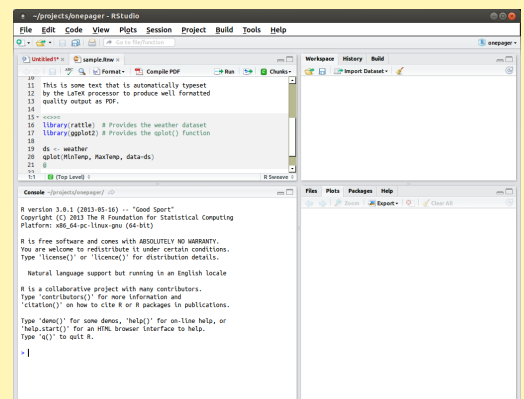 ~/projects/onepager - RStudio
File Edit Code View Plots Session Project Build Tools Help
Go to file/function
onepager
Untitled1* sample.Rnw
Format Compile PDF Run Chunks
10
11 This is some text that is automatically typeset
12 by the LaTeX processor to produce well formatted
13 quality output as PDF.
14
15 <<>>=
16 library(rattle) # Provides the weather dataset
17 library(ggplot2) # Provides the qplot() function
18
19 ds <- weather
20 qplot(MinTemp, MaxTemp, data=ds)
21 @
22
1:1 (Top Level) R Sweave
Console ~/projects/onepager/
R version 3.0.1 (2013-05-16) -- "Good Sport"
Copyright (C) 2013 The R Foundation for Statistical Computing
Platform: x86_64-pc-linux-gnu (64-bit)
R is free software and comes with ABSOLUTELY NO WARRANTY.
You are welcome to redistribute it under certain conditions.
Type 'license()' or 'licence()' for distribution details.
Natural language support but running in an English locale
R is a collaborative project with many contributors.
Type 'contributors()' for more information and
'citation()' on how to cite R or R packages in publications.
Type 'demo()' for some demos, 'help()' for on-line help, or
'help.start()' for an HTML browser interface to help.
Type 'q()' to quit R.
>
Workspace History Build
Import Dataset
Files Plots Packages Help
Zoom Export Clear All